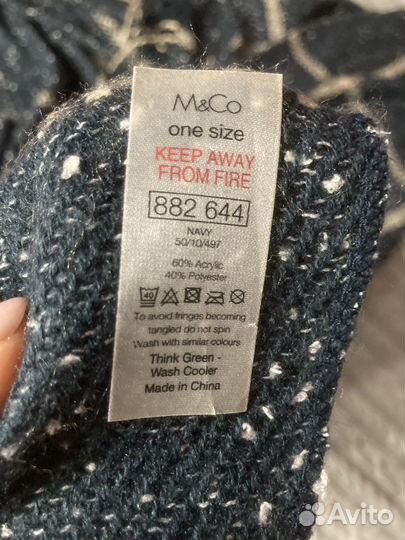 M&Co
one size
KEEP AWAY
FROM FIRE
882 644
NAVY
50/10/497
60% Acrylic
40% Polyester
40
To avoid fringes becoming
tangled do not spin
Wash with similar colours
Think Green -
Wash Cooler
Made in China
Avito